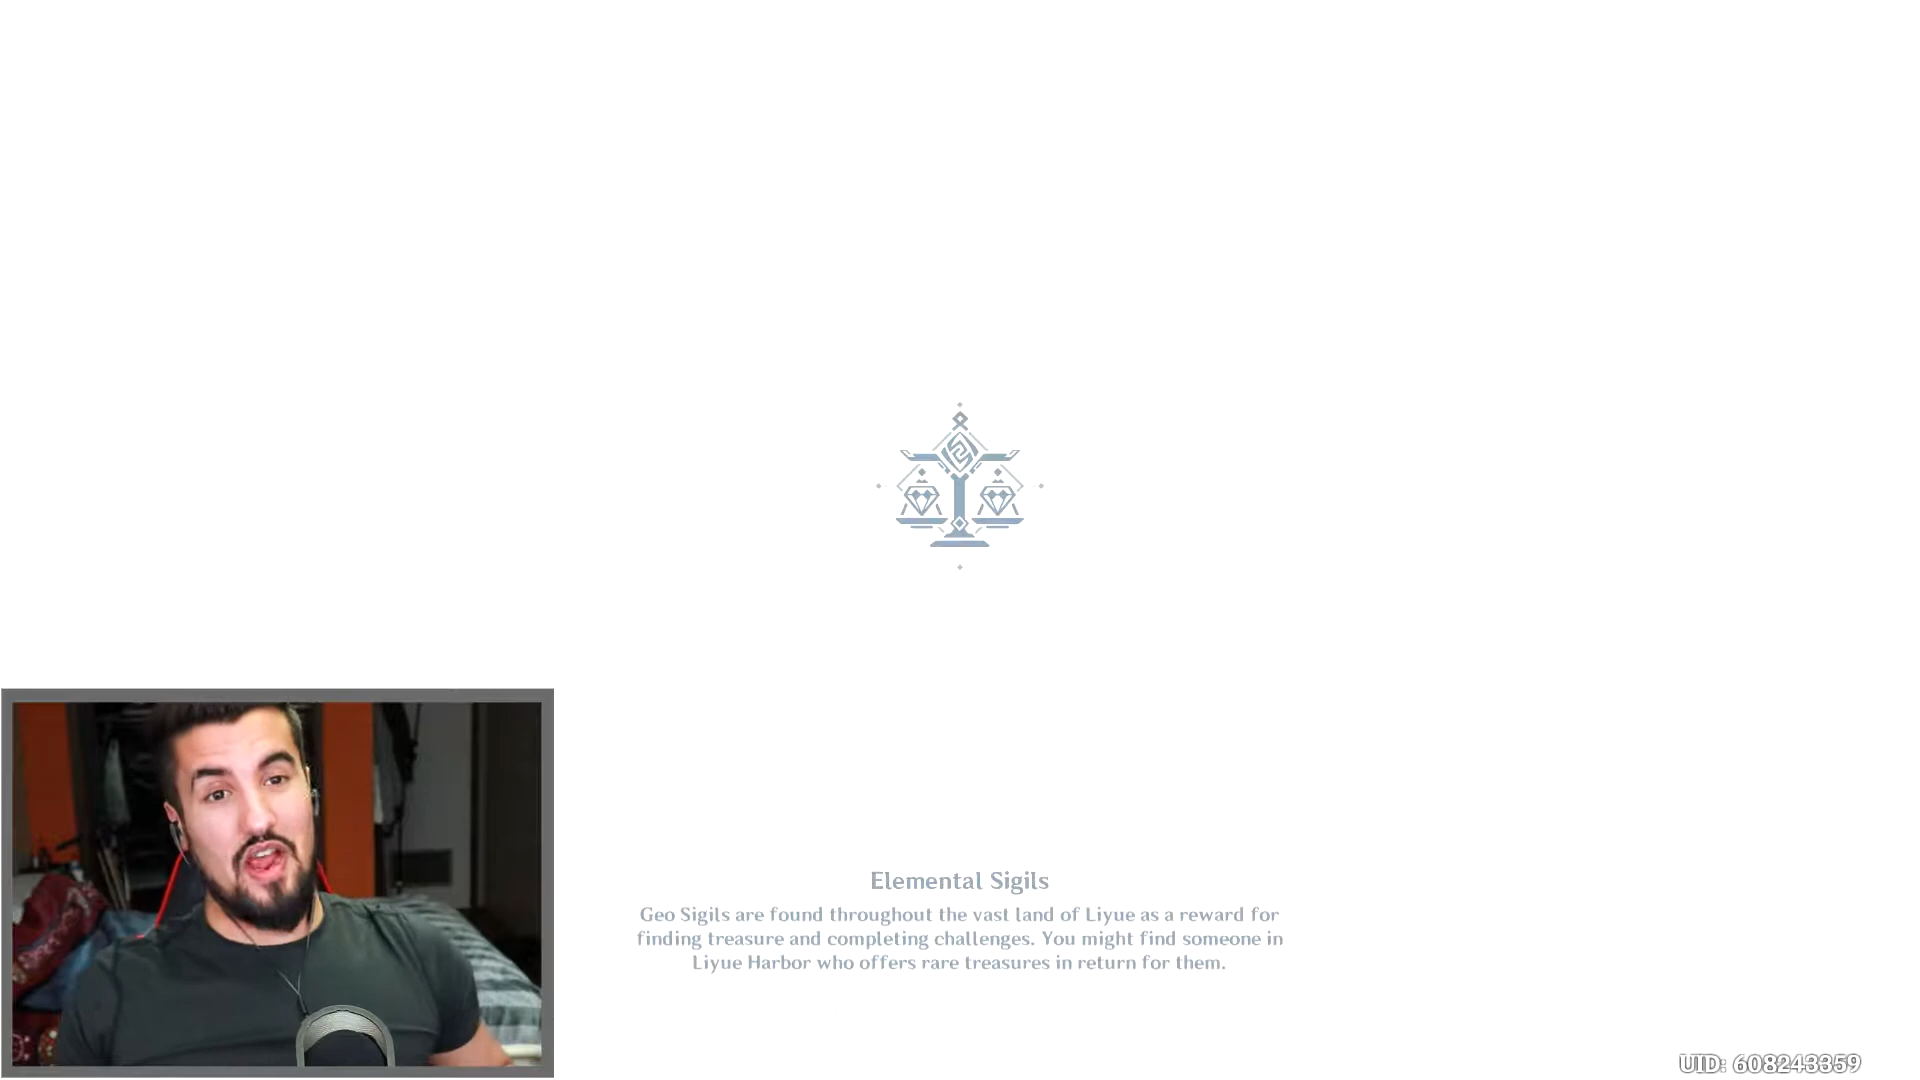 Elemental Sigils
Geo Sigils are found throughout the vast land of Liyue as a reward for
finding treasure and completing challenges. You might find someone in
Liyue Harbor who offers rare treasures in return for them.
UID: 608243359